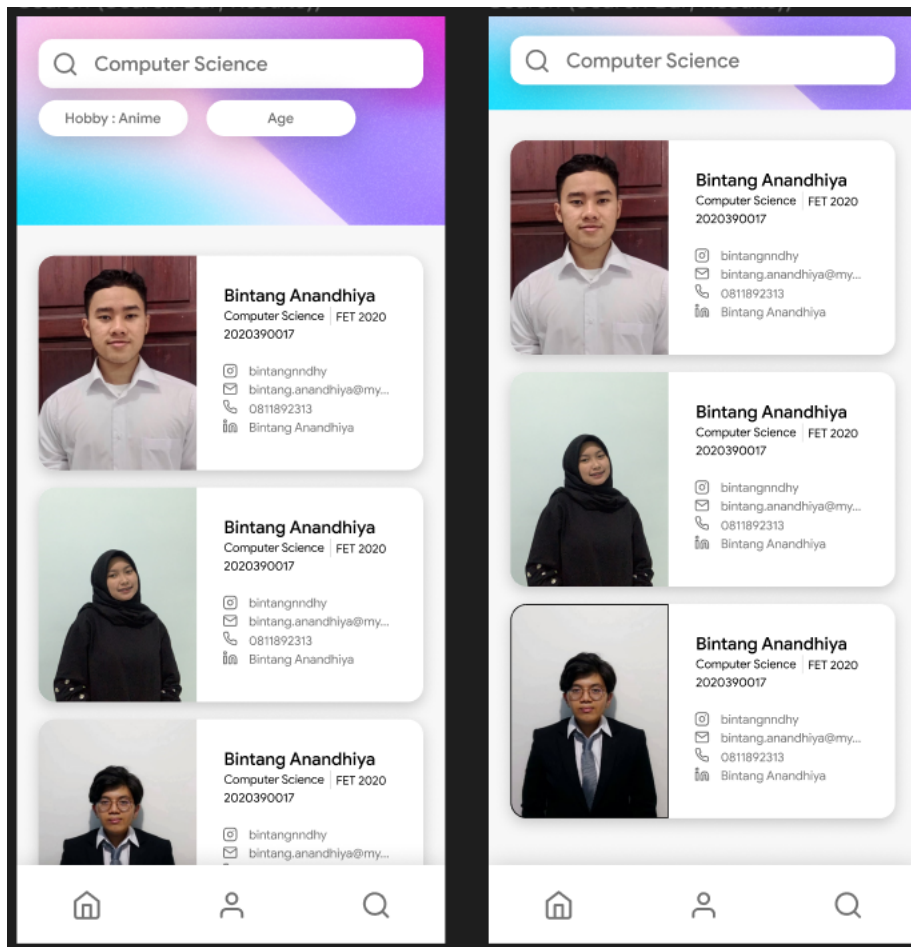 Computer Science
Hobby : Anime
Age
Bintang Anandhiya
Computer Science | FET 2020
2020390017
bintangnndhy
bintang.anandhiya@my...
0811892313
Bintang Anandhiya
Bintang Anandhiya
Computer Science | FET 2020
2020390017
bintangnndhy
bintang.anandhiya@my...
0811892313
Bintang Anandhiya
Bintang Anandhiya
Computer Science | FET 2020
2020390017
bintangnndhy
bintang.anandhiya@my...
Computer Science
Bintang Anandhiya
Computer Science | FET 2020
2020390017
bintangnndhy
bintang.anandhiya@my...
0811892313
Bintang Anandhiya
Bintang Anandhiya
Computer Science | FET 2020
2020390017
bintangnndhy
bintang.anandhiya@my...
0811892313
Bintang Anandhiya
Bintang Anandhiya
Computer Science | FET 2020
2020390017
bintangnndhy
bintang.anandhiya@my...
0811892313
Bintang Anandhiya